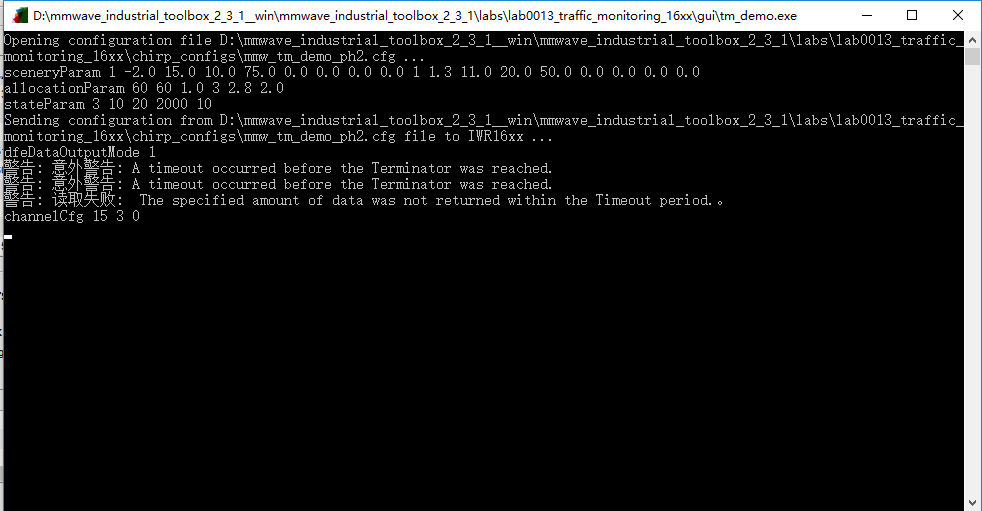 D:\mmwave_industrial_toolbox_2_3_1__win\mmwave_industrial_toolbox_2_3_1\labs\lab0013_traffic_monitoring_16xx\gui\tm_demo.exe
Opening configuration file D:\mmwave_industrial_toolbox_2_3_1__win\mmwave_industrial_toolbox_2_3_1\labs\lab0013_traffic_
monitoring_16xx\chirp_configs\mmw_tm_demo_ph2.cfg ...
sceneryParam 1 -2.0 15.0 10.0 75.0 0.0 0.0 0.0 0.0 1 1.3 11.0 20.0 50.0 0.0 0.0 0.0 0.0
allocationParam 60 60 1.0 3 2.8 2.0
stateParam 3 10 20 2000 10
Sending configuration from D:\mmwave_industrial_toolbox_2_3_1__win\mmwave_industrial_toolbox_2_3_1\labs\lab0013_traffic_
monitoring_16xx\chirp_configs\mmw_tm_demo_ph2.cfg file to IWR16xx ...
dfeDataOutputMode 1
警告: 意外警告: A timeout occurred before the Terminator was reached.
警告: 意外警告: A timeout occurred before the Terminator was reached.
警告: 读取失败:  The specified amount of data was not returned within the Timeout period.。
channelCfg 15 3 0